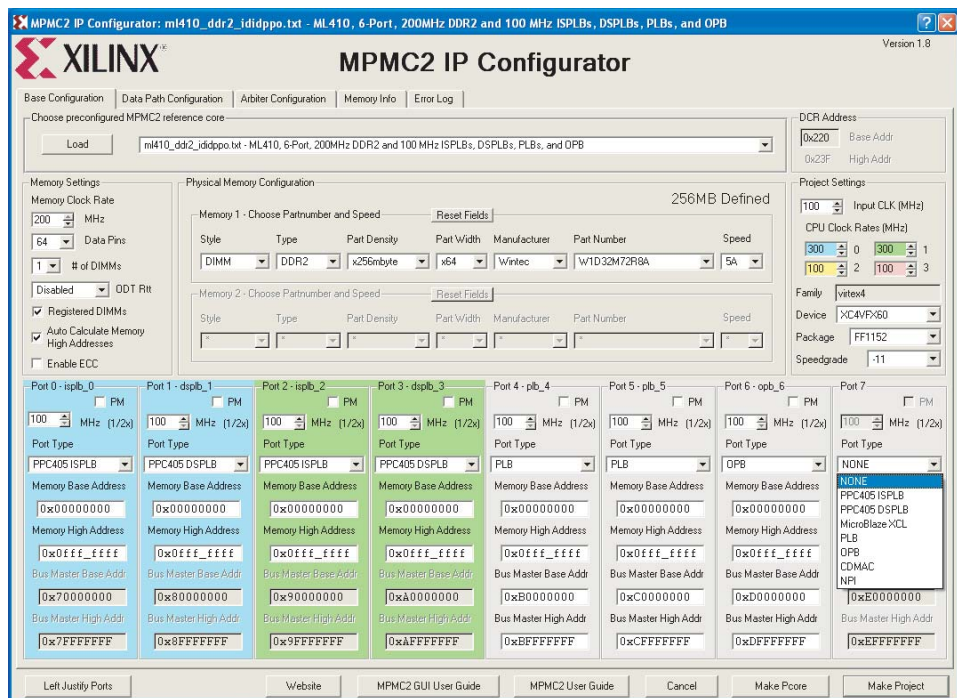 MPMC2 IP Configurator: ml410_ddr2_ididppo.txt - ML410, 6-Port, 200MHz DDR2 and 100 MHz ISPLBs, DSPLBs, PLBs, and OPB
XILINX®
MPMC2 IP Configurator
Version 1.8
Base Configuration Data Path Configuration Arbiter Configuration Memory Info Error Log
Choose preconfigured MPMC2 reference core
Load ml410_ddr2_ididppo.txt - ML410, 6-Port, 200MHz DDR2 and 100 MHz ISPLBs, DSPLBs, PLBs, and OPB
DCR Address
0x220 Base Addr
0x23F High Addr
Memory Settings
Memory Clock Rate
200 MHz
64 Data Pins
1 # of DIMMs
Disabled ODT Rtt
Registered DIMMs
Auto Calculate Memory
High Addresses
Enable ECC
Physical Memory Configuration
256MB Defined
Memory 1 - Choose Partnumber and Speed Reset Fields
Style Type Part Density Part Width Manufacturer Part Number Speed
DIMM DDR2 x256mbyte x64 Wintec W1D32M72R8A 5A
Memory 2 - Choose Partnumber and Speed Reset Fields
Style Type Part Density Part Width Manufacturer Part Number Speed
* * * * * * *
Project Settings
100 Input CLK (MHz)
CPU Clock Rates (MHz)
300 0 300 1
100 2 100 3
Family virtex4
Device XC4VFX60
Package FF1152
Speedgrade -11
Port 0 - isplb_0 Port 1 - dsplb_1 Port 2 - isplb_2 Port 3 - dsplb_3 Port 4 - plb_4 Port 5 - plb_5 Port 6 - opb_6 Port 7
PM PM PM PM PM PM PM PM
100 MHz (1/2x) 100 MHz (1/2x) 100 MHz (1/2x) 100 MHz (1/2x) 100 MHz (1/2x) 100 MHz (1/2x) 100 MHz (1/2x) 100 MHz (1/2x)
Port Type Port Type Port Type Port Type Port Type Port Type Port Type Port Type
PPC405 ISPLB PPC405 DSPLB PPC405 ISPLB PPC405 DSPLB PLB PLB OPB NONE
Memory Base Address Memory Base Address Memory Base Address Memory Base Address Memory Base Address Memory Base Address Memory Base Address
0x00000000 0x00000000 0x00000000 0x00000000 0x00000000 0x00000000 0x00000000
Memory High Address Memory High Address Memory High Address Memory High Address Memory High Address Memory High Address Memory High Address
0x0fff_ffff 0x0fff_ffff 0x0fff_ffff 0x0fff_ffff 0x0fff_ffff 0x0fff_ffff 0x0fff_ffff
Bus Master Base Addr Bus Master Base Addr Bus Master Base Addr Bus Master Base Addr Bus Master Base Addr Bus Master Base Addr Bus Master Base Addr
NONE
PPC405 ISPLB
PPC405 DSPLB
MicroBlaze XCL
PLB
OPB
CDMAC
NPI
0x70000000 0x80000000 0x90000000 0xA0000000 0xB0000000 0xC0000000 0xD0000000 0xE0000000
Bus Master High Addr Bus Master High Addr Bus Master High Addr Bus Master High Addr Bus Master High Addr Bus Master High Addr Bus Master High Addr Bus Master High Addr
0x7FFFFFFF 0x8FFFFFFF 0x9FFFFFFF 0xAFFFFFFF 0xBFFFFFFF 0xCFFFFFFF 0xDFFFFFFF 0xEFFFFFFF
Left Justify Ports Website MPMC2 GUI User Guide MPMC2 User Guide Cancel Make Pcore Make Project